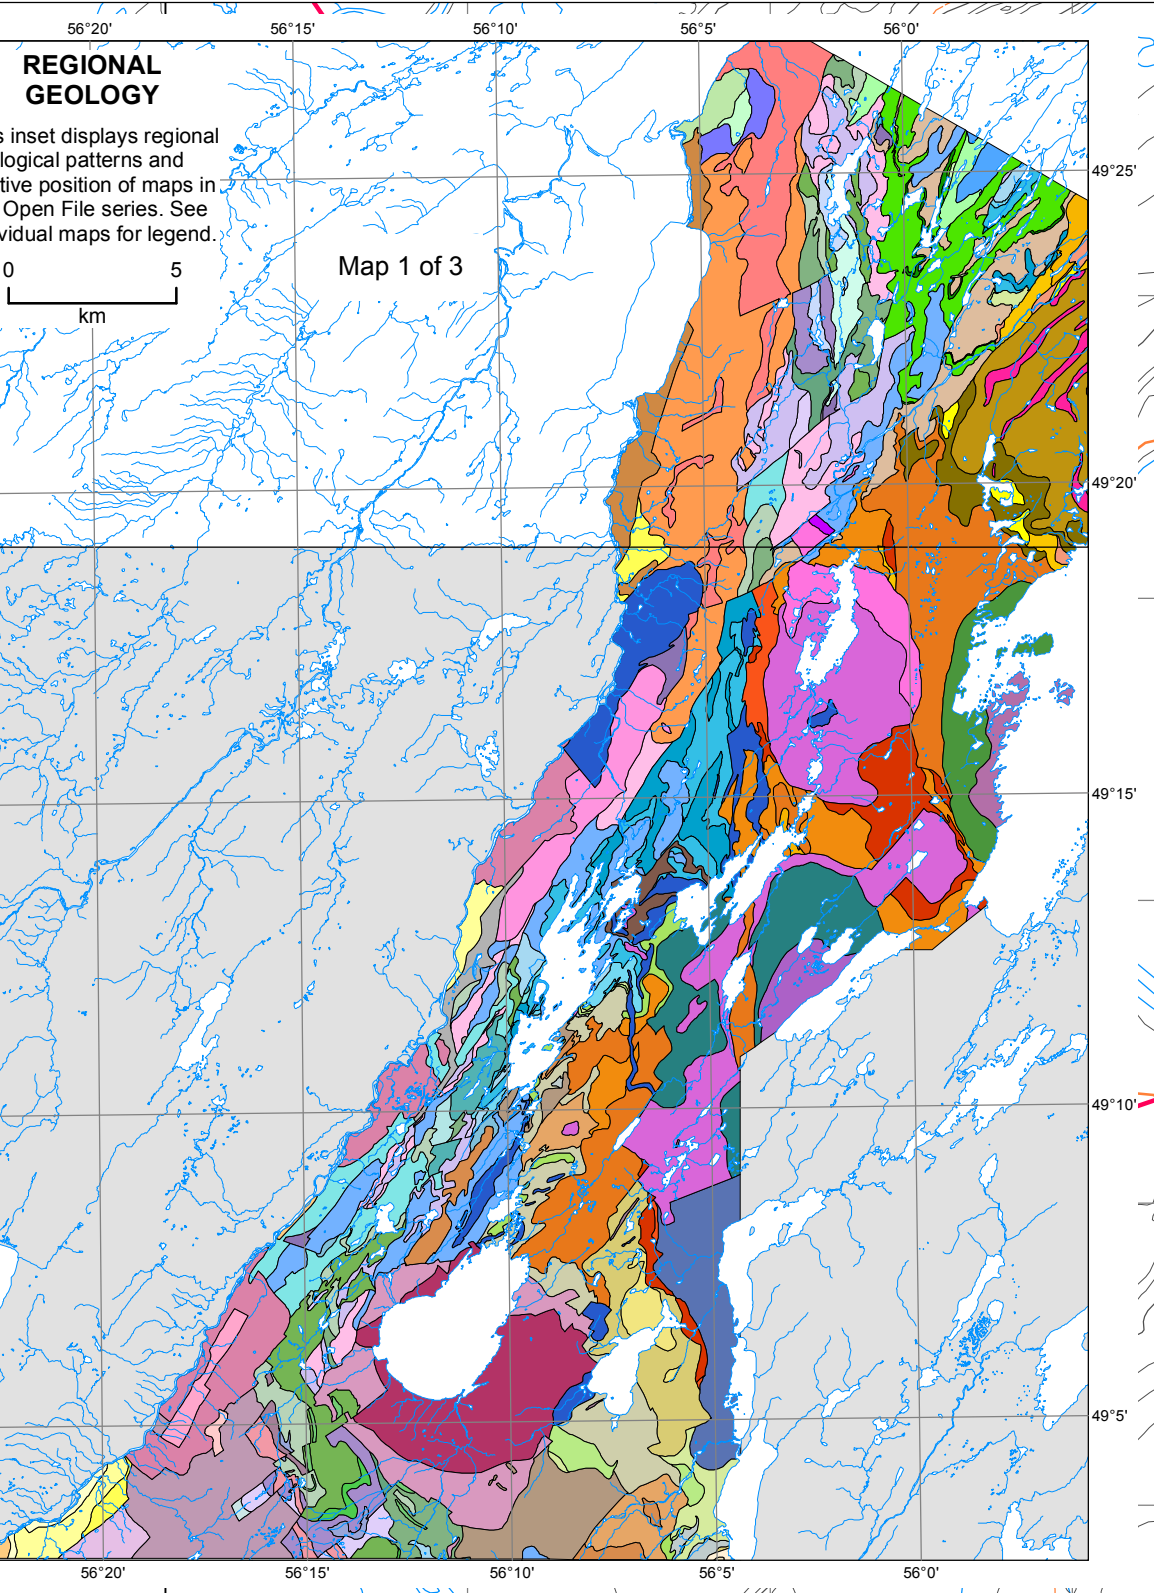 56°20' 56°15' 56°10' 56°5' 56°0'
REGIONAL
GEOLOGY
s inset displays regional
logical patterns and
tive position of maps in
Open File series. See
vidual maps for legend.
0 5
km
Map 1 of 3
49°25'
49°20'
49°15'
49°10'
49°5'
56°20' 56°15' 56°10' 56°5' 56°0'